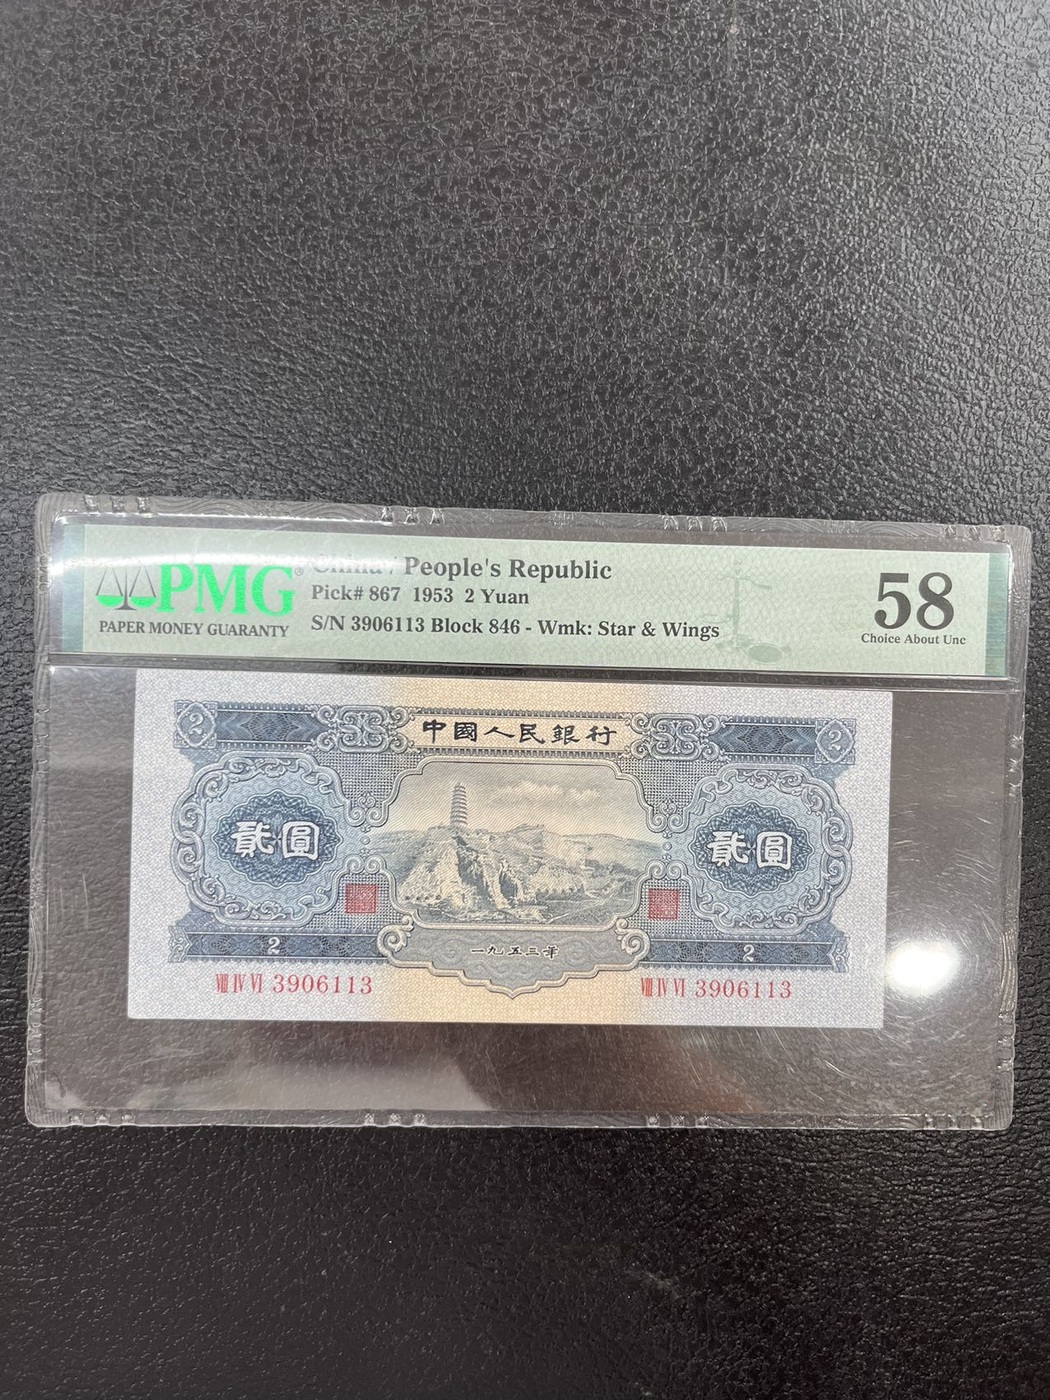 PMG®
PAPER MONEY GUARANTY
China / People's Republic
Pick# 867 1953 2 Yuan
S/N 3906113 Block 846 - Wmk: Star & Wings
58
Choice About Unc
2
中國人民銀行
2
貳圓
貳圓
2
一九五三年
2
VIII IV VI 3906113
VIII IV VI 3906113